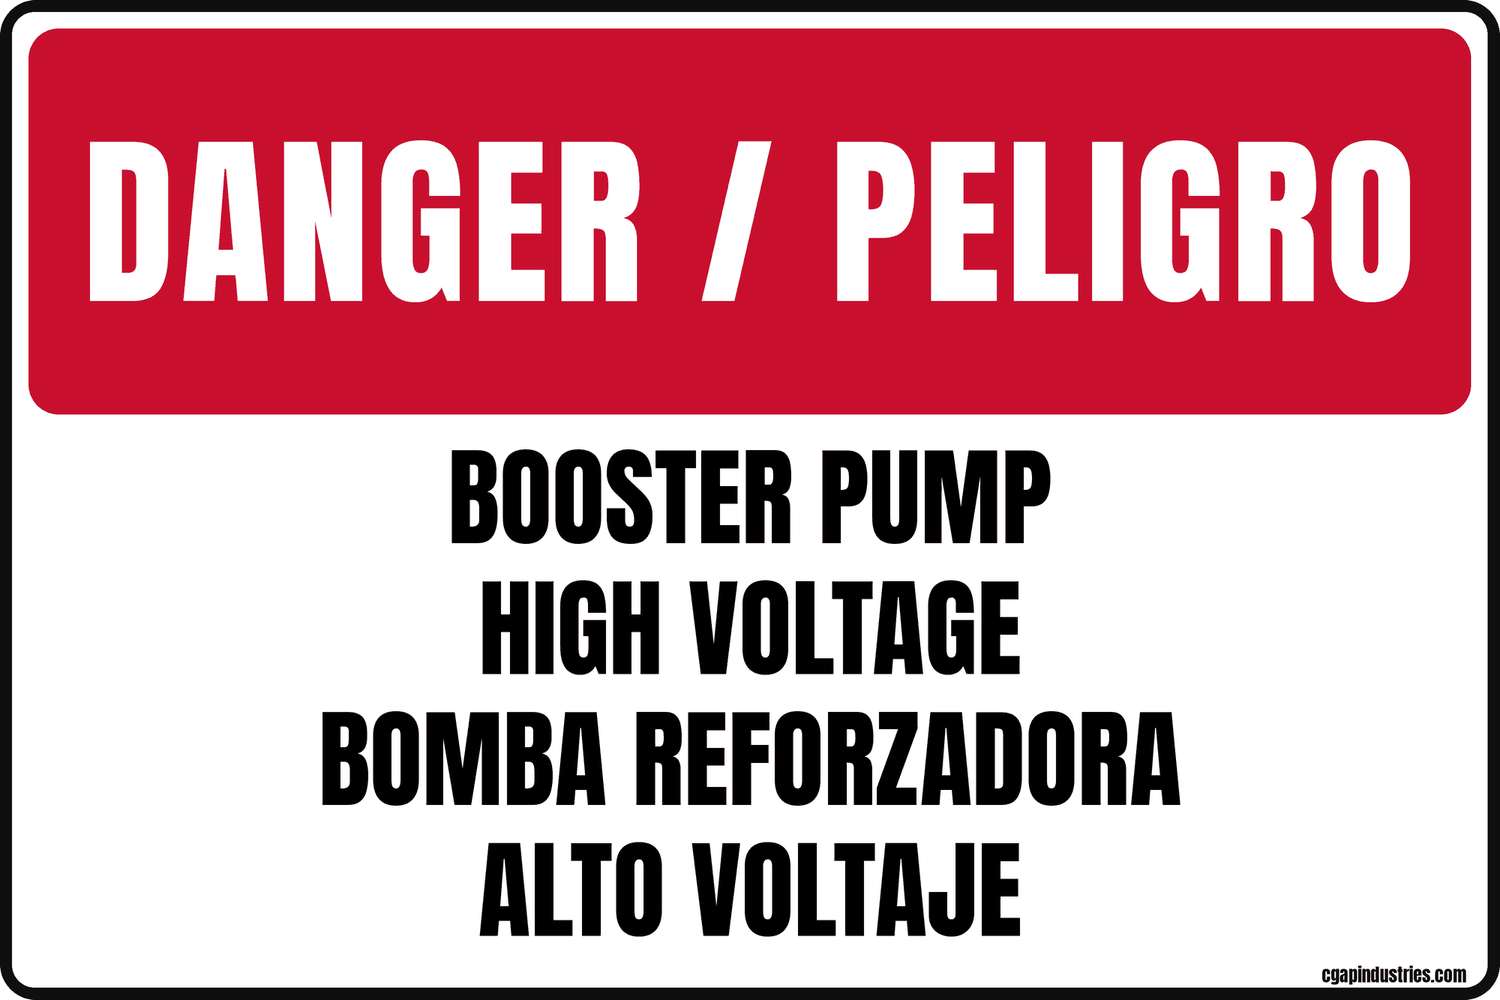 DANGER / PELIGRO
BOOSTER PUMP
HIGH VOLTAGE
BOMBA REFORZADORA
ALTO VOLTAJE
cgapindustries.com